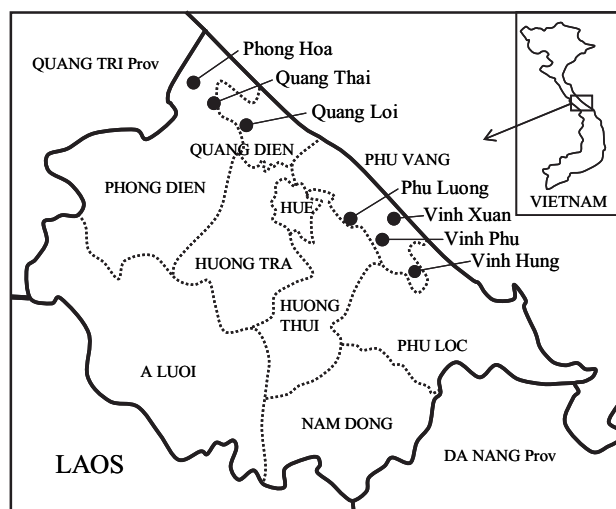 Phong Hoa
QUANG TRI Prov
Quang Thai
Quang Loi
QUANG DIEN
PHU VANG
VIETNAM
PHONG DIEN
Phu Luong
HUE
Vinh Xuan
Vinh Phu
HUONG TRA
Vinh Hung
HUONG
THUI
PHU LOC
A LUOI
NAM DONG
LAOS
DA NANG Prov